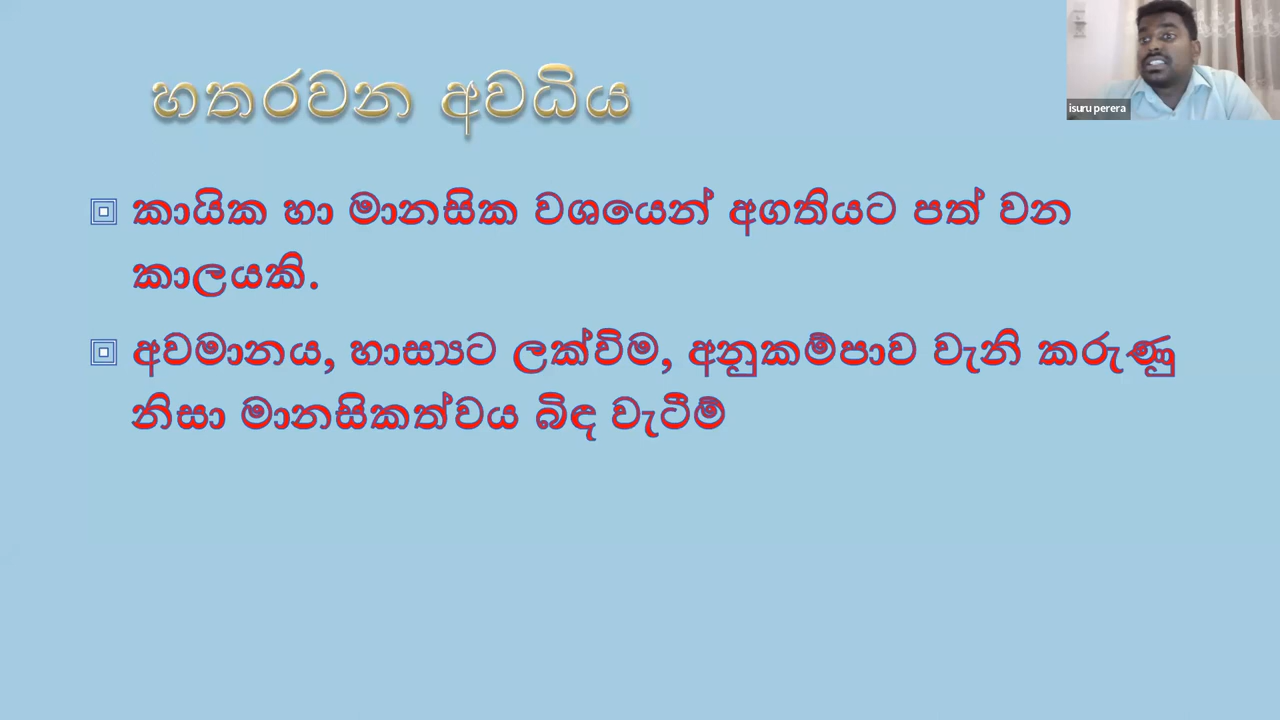 හතරවන අවධිය
isuru perera
කායික හා මානසික වශයෙන් අගතියට පත් වන
කාලයකි.
අවමානය, හාස්‍යට ලක්වීම, අනුකම්පාව වැනි කරුණු
නිසා මානසිකත්වය බිඳ වැටීම්